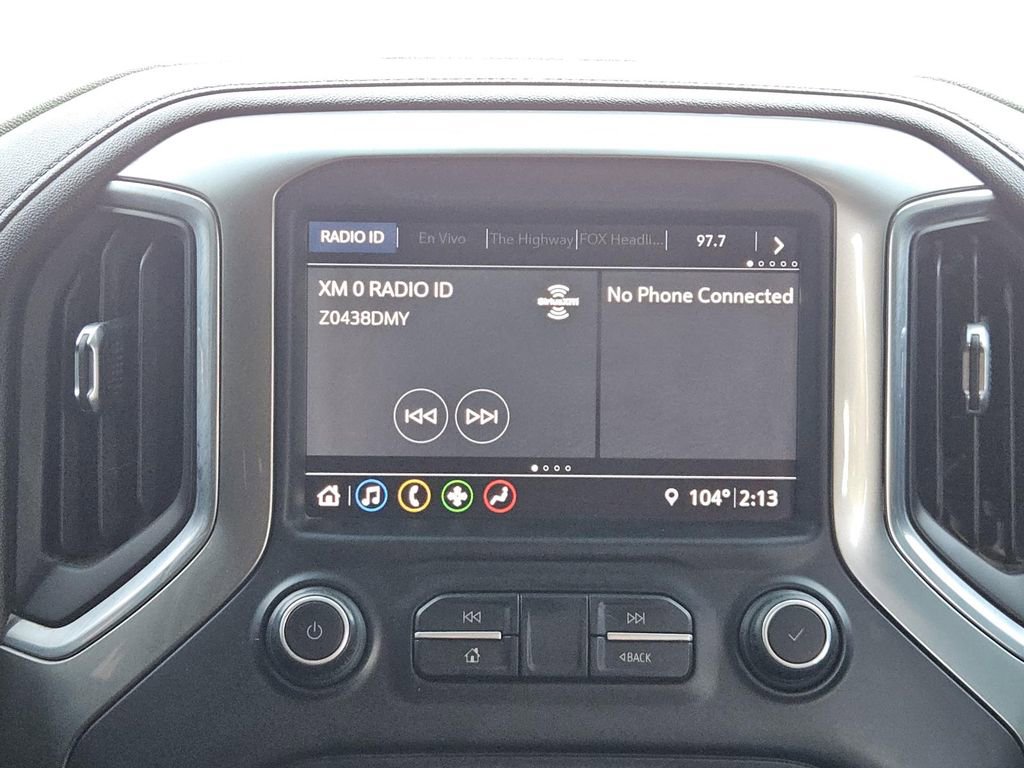 RADIO ID En Vivo The Highway FOX Headli... 97.7
XM 0 RADIO ID
Z0438DMY
SiriusXM
No Phone Connected
104° 2:13
BACK